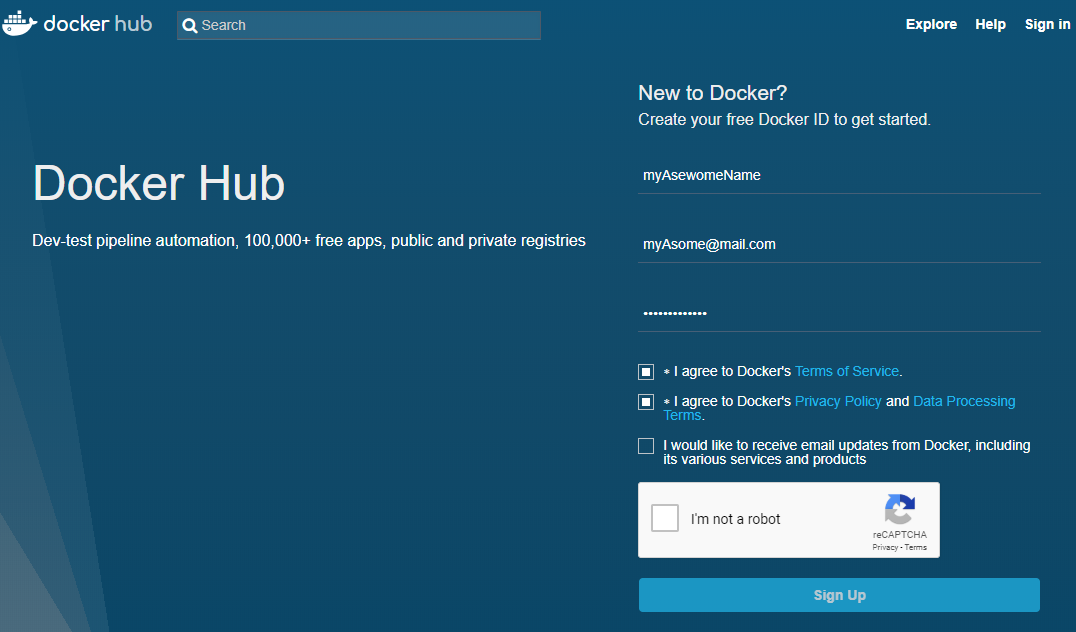 docker hub
Search
Explore
Help
Sign in
New to Docker?
Create your free Docker ID to get started.
Docker Hub
Dev-test pipeline automation, 100,000+ free apps, public and private registries
myAsewomeName
myAsome@mail.com
•••••••••••••
* I agree to Docker's Terms of Service.
* I agree to Docker's Privacy Policy and Data Processing
Terms.
I would like to receive email updates from Docker, including
its various services and products
I'm not a robot
reCAPTCHA
Privacy - Terms
Sign Up